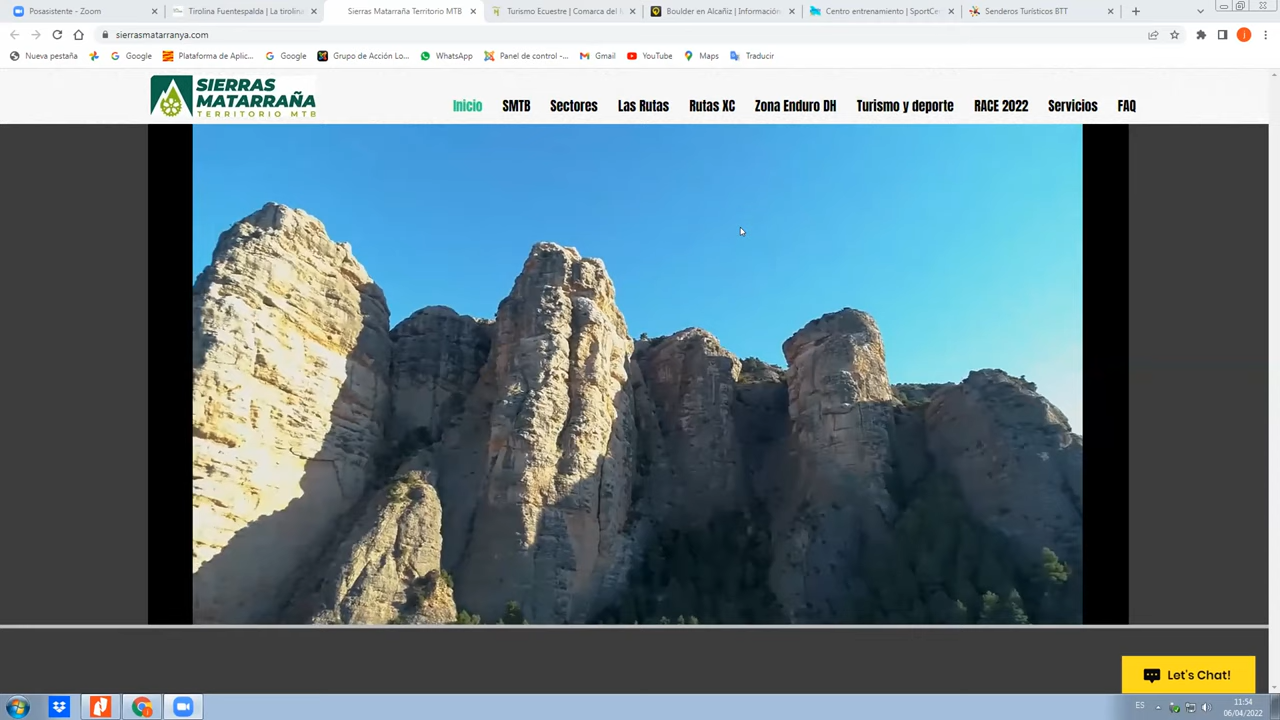 Posasistente - Zoom
Tirolina Fuentespalda | La tirolina
Sierras Matarraña Territorio MTB
Turismo Ecuestre | Comarca del M
Boulder en Alcañiz | Información
Centro entrenamiento | SportCe
Senderos Turísticos BTT
sierrasmatarranya.com
Nueva pestaña
Google
Plataforma de Aplic...
Google
Grupo de Acción Lo...
WhatsApp
Panel de control -...
Gmail
YouTube
Maps
Traducir
SIERRAS
MATARRAÑA
TERRITORIO MTB
Inicio SMTB Sectores Las Rutas Rutas XC Zona Enduro DH Turismo y deporte RACE 2022 Servicios FAQ
Let's Chat!
ES
11:54
06/04/2022